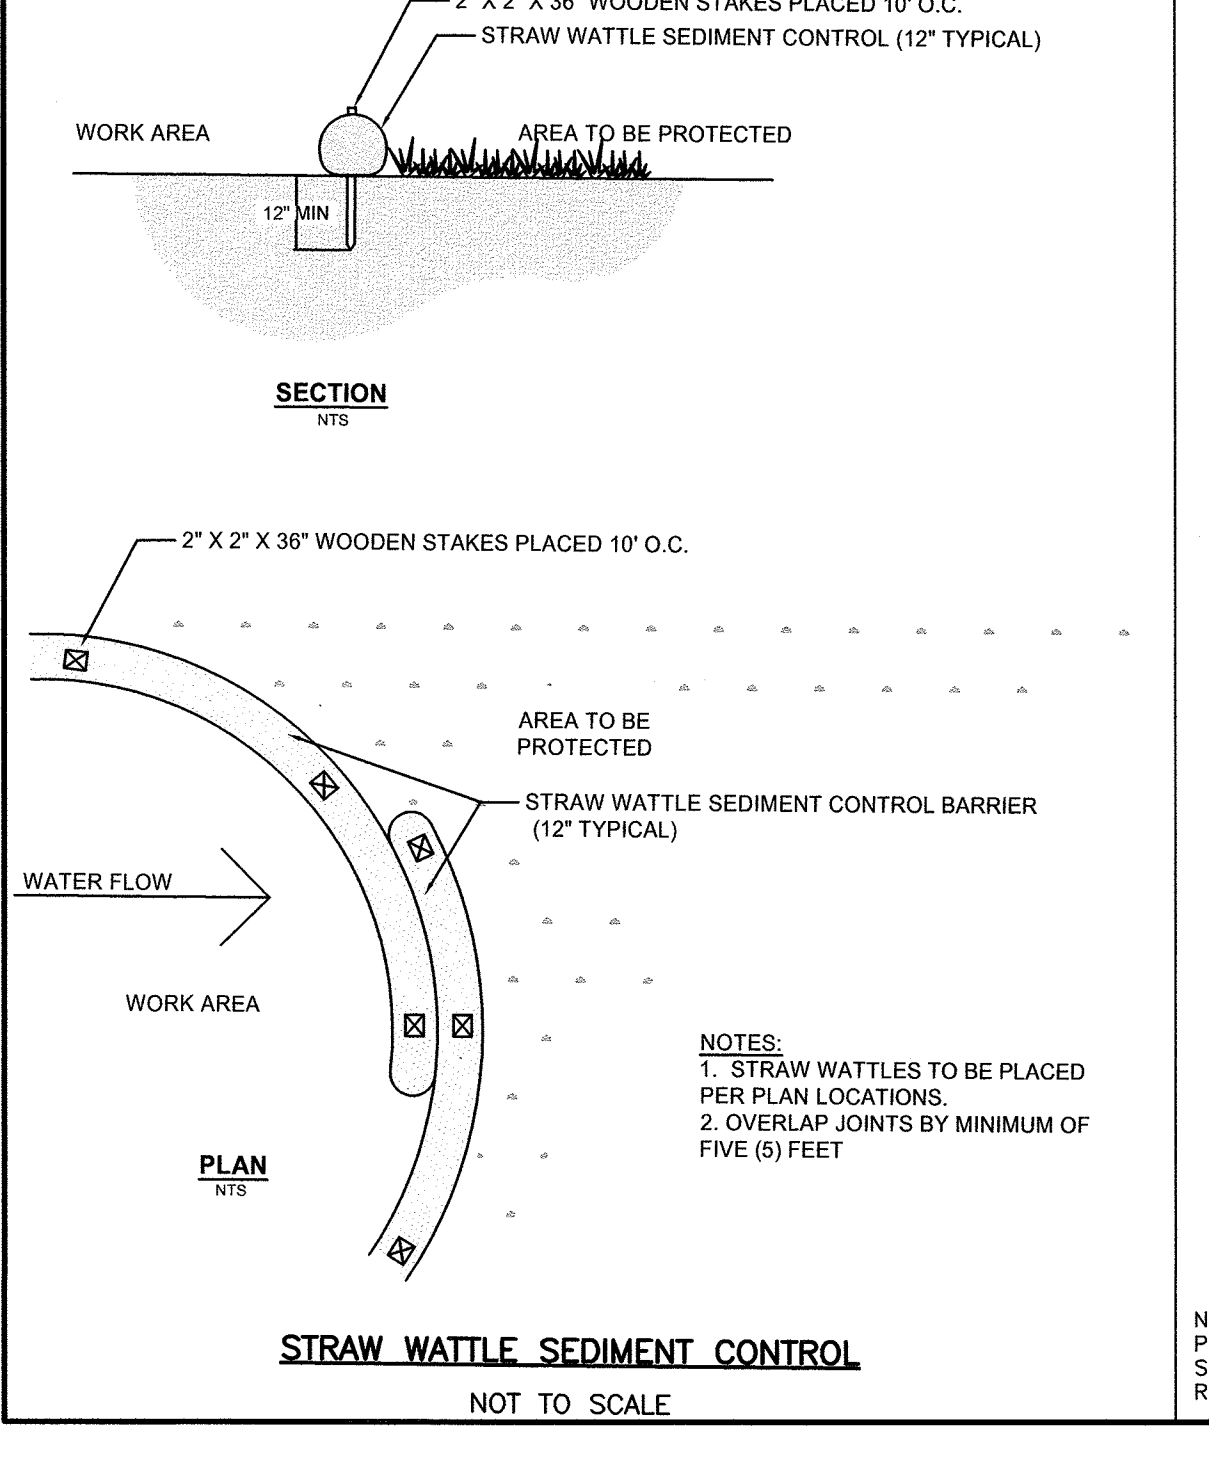 2" X 2" X 36" WOODEN STAKES PLACED 10' O.C.
STRAW WATTLE SEDIMENT CONTROL (12" TYPICAL)
WORK AREA
AREA TO BE PROTECTED
12" MIN
SECTION
NTS
2" X 2" X 36" WOODEN STAKES PLACED 10' O.C.
AREA TO BE
PROTECTED
STRAW WATTLE SEDIMENT CONTROL BARRIER
(12" TYPICAL)
WATER FLOW
WORK AREA
NOTES:
1. STRAW WATTLES TO BE PLACED
PER PLAN LOCATIONS.
2. OVERLAP JOINTS BY MINIMUM OF
FIVE (5) FEET
PLAN
NTS
STRAW WATTLE SEDIMENT CONTROL
NOT TO SCALE
N
P
S
R